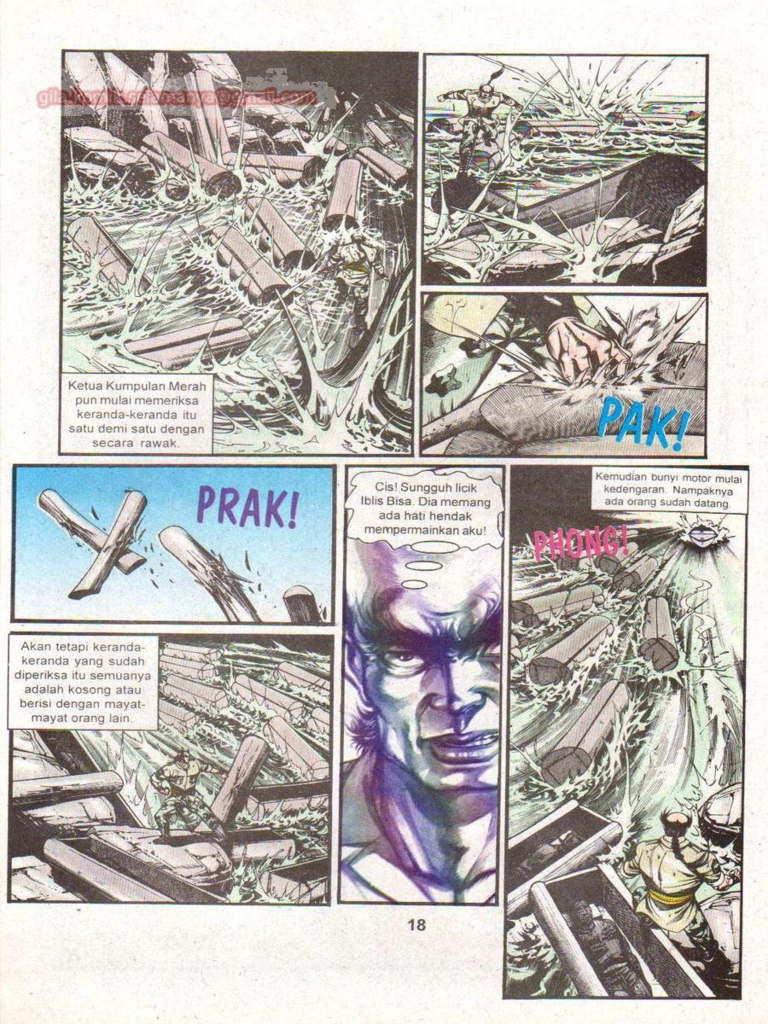 Ketua Kumpulan Merah
pun mulai memeriksa
keranda-keranda itu
satu demi satu dengan
secara rawak.
PAK!
PRAK!
Cis! Sungguh licik
Iblis Bisa. Dia memang
ada hati hendak
mempermainkan aku!
Kemudian bunyi motor mulai
kedengaran. Nampaknya
ada orang sudah datang
PHONG!
Akan tetapi keranda-
keranda yang sudah
diperiksa itu semuanya
adalah kosong atau
berisi dengan mayat-
mayat orang lain.
18